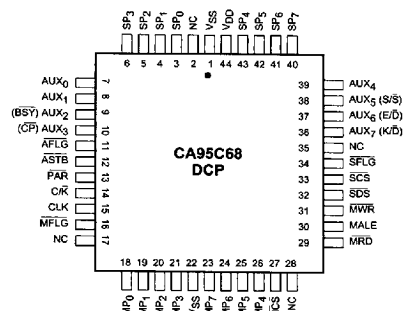 SP3 SP2 SP1 SP0 NC VSS VDD SP4 SP5 SP6 SP7
6 5 4 3 2 1 44 43 42 41 40
AUX0 7
AUX1 8
(BSY) AUX2 9
(CP) AUX3 10
AFLG 11
ASTB 12
PAR 13
C/K 14
CLK 15
MFLG 16
NC 17
CA95C68
DCP
39 AUX4
38 AUX5 (S/S)
37 AUX6 (E/D)
36 AUX7 (K/D)
35 NC
34 SFLG
33 SCS
32 SDS
31 MWR
30 MALE
29 MRD
18 19 20 21 22 23 24 25 26 27 28
MP0 MP1 MP2 MP3 VSS MP7 MP6 MP5 MP4 NC